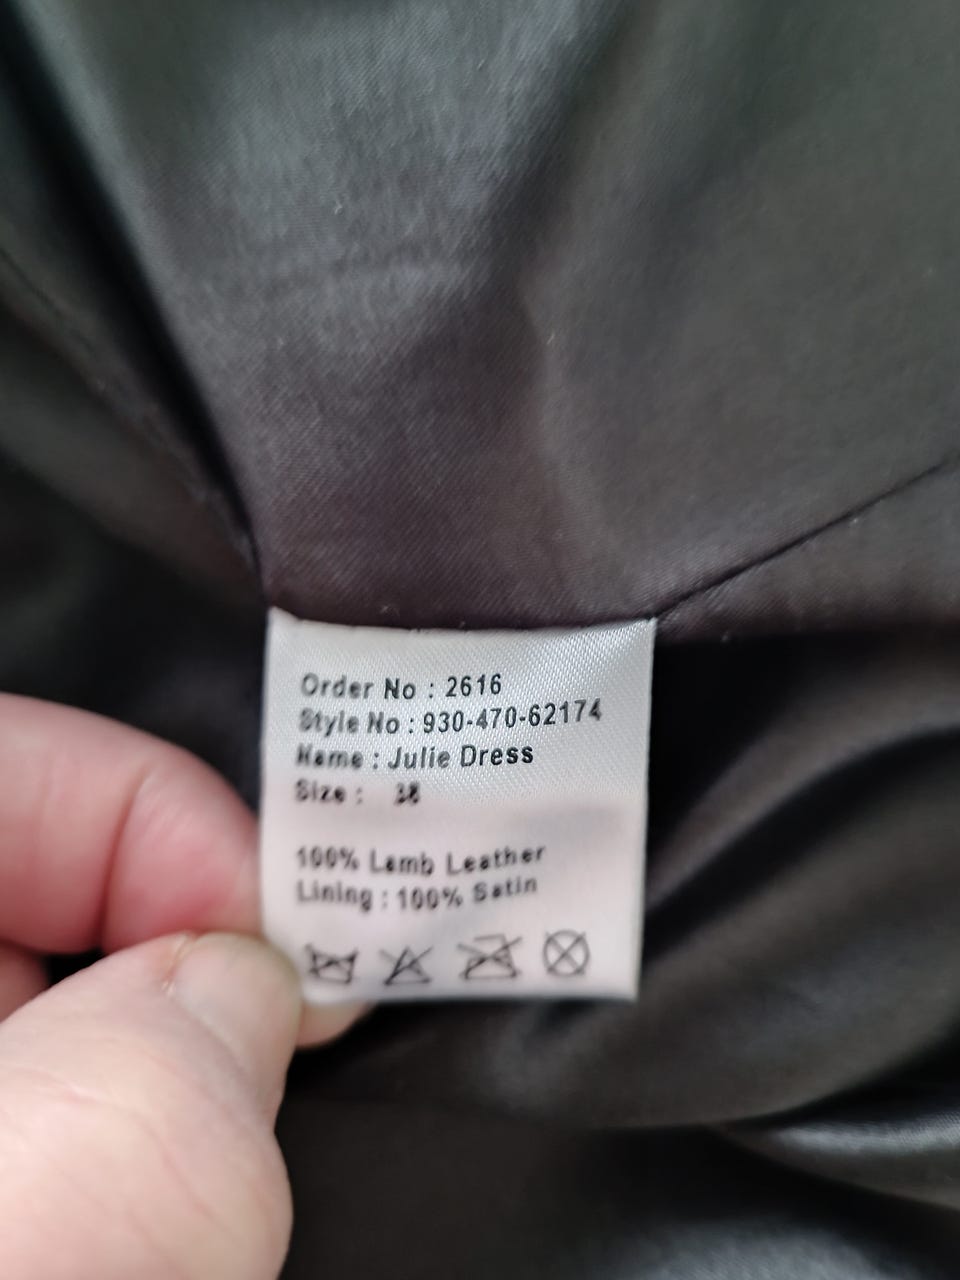 Order No : 2616
Style No : 930-470-62174
Name : Julie Dress
Size : 38
100% Lamb Leather
Lining : 100% Satin